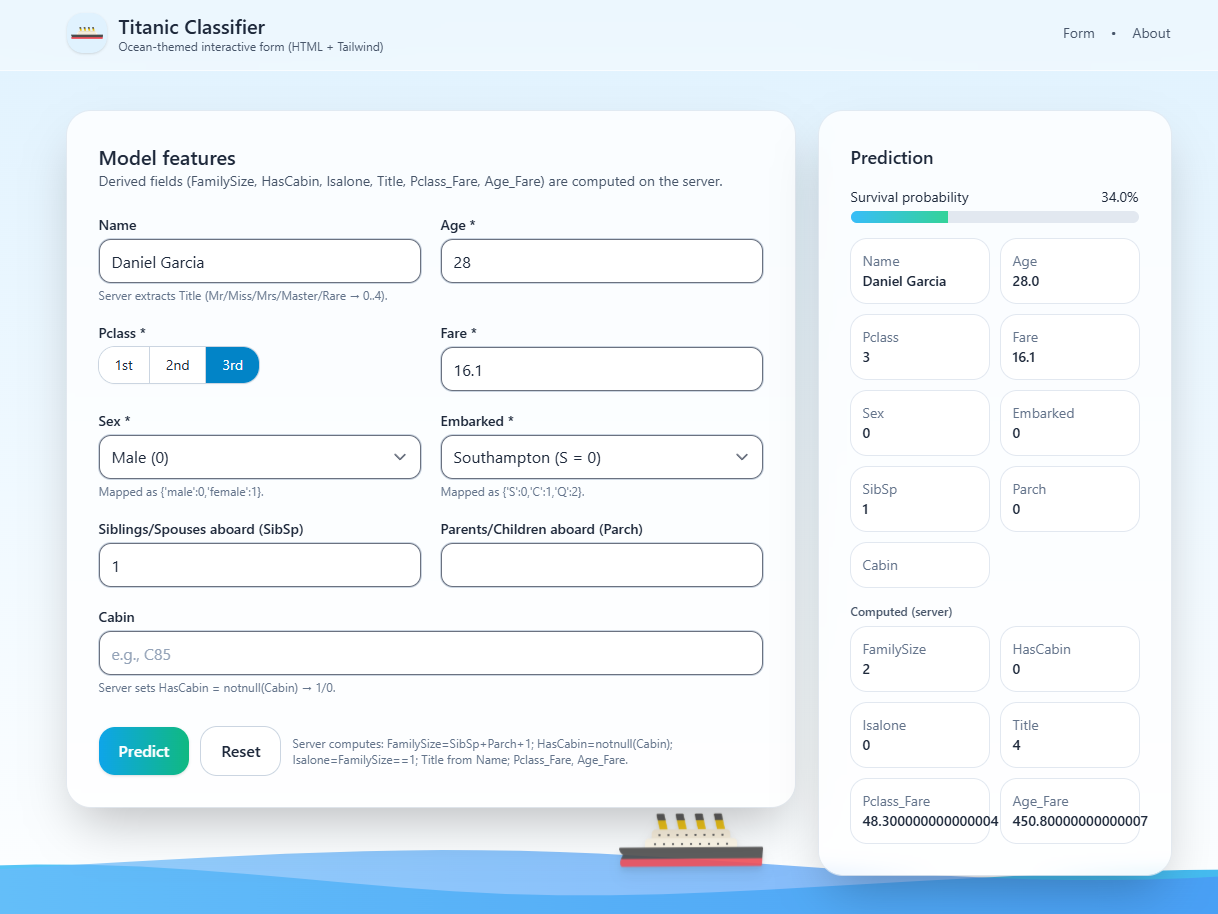 Titanic Classifier
Ocean-themed interactive form (HTML + Tailwind)
Form • About
Model features
Derived fields (FamilySize, HasCabin, Isalone, Title, Pclass_Fare, Age_Fare) are computed on the server.
Name
Daniel Garcia
Server extracts Title (Mr/Miss/Mrs/Master/Rare → 0..4).
Age *
28
Pclass *
1st 2nd 3rd
Fare *
16.1
Sex *
Male (0)
Mapped as {'male':0,'female':1}.
Embarked *
Southampton (S = 0)
Mapped as {'S':0,'C':1,'Q':2}.
Siblings/Spouses aboard (SibSp)
1
Parents/Children aboard (Parch)
Cabin
e.g., C85
Server sets HasCabin = notnull(Cabin) → 1/0.
Predict
Reset
Server computes: FamilySize=SibSp+Parch+1; HasCabin=notnull(Cabin);
Isalone=FamilySize==1; Title from Name; Pclass_Fare, Age_Fare.
Prediction
Survival probability 34.0%
Name
Daniel Garcia
Age
28.0
Pclass
3
Fare
16.1
Sex
0
Embarked
0
SibSp
1
Parch
0
Cabin
Computed (server)
FamilySize
2
HasCabin
0
Isalone
0
Title
4
Pclass_Fare
48.300000000000004
Age_Fare
450.80000000000007